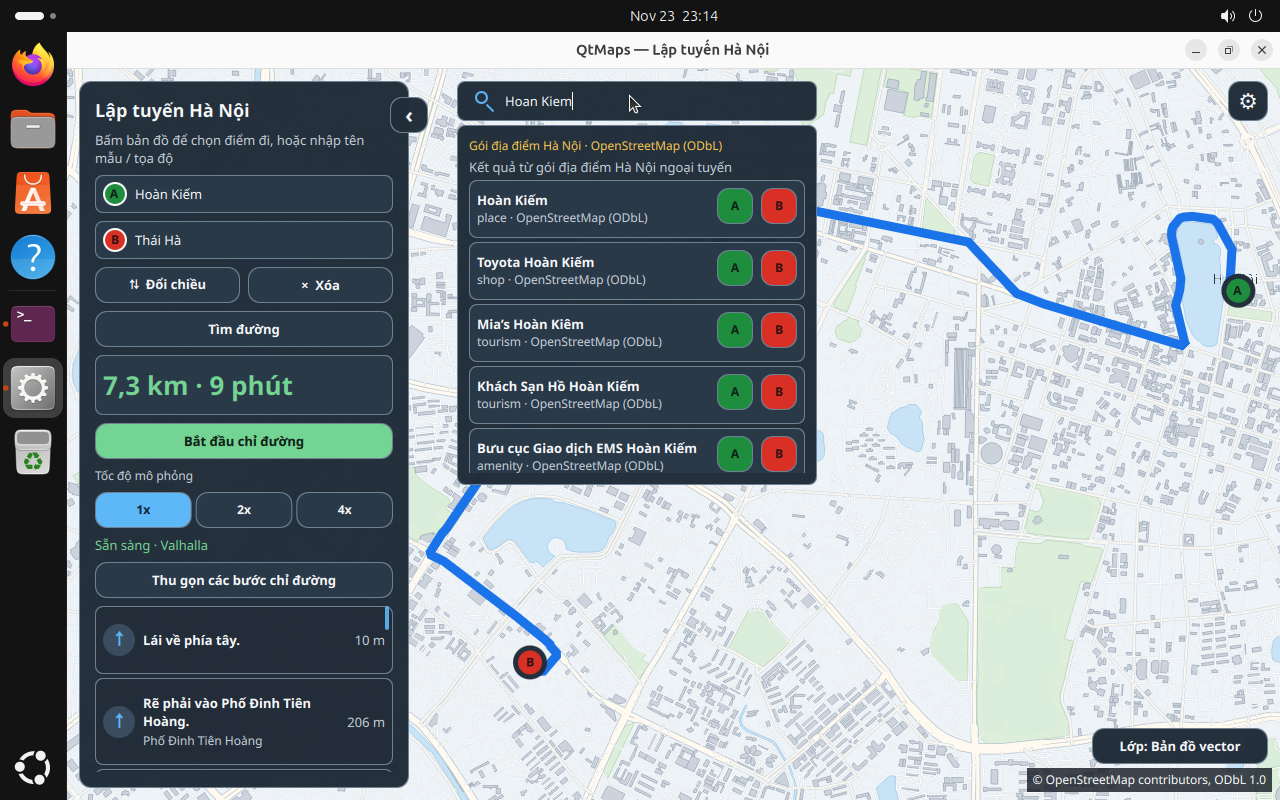 Nov 23 23:14
QtMaps — Lập tuyến Hà Nội
Lập tuyến Hà Nội
Bấm bản đồ để chọn điểm đi, hoặc nhập tên
mẫu / tọa độ
A Hoàn Kiếm
B Thái Hà
⇅ Đổi chiều
× Xóa
Tìm đường
7,3 km · 9 phút
Bắt đầu chỉ đường
Tốc độ mô phỏng
1x
2x
4x
Sẵn sàng · Valhalla
Thu gọn các bước chỉ đường
Lái về phía tây.
10 m
Rẽ phải vào Phố Đinh Tiên
Hoàng.
206 m
Phố Đinh Tiên Hoàng
Hoan Kiem
Gói địa điểm Hà Nội · OpenStreetMap (ODbL)
Kết quả từ gói địa điểm Hà Nội ngoại tuyến
Hoàn Kiếm
place · OpenStreetMap (ODbL)
A B
Toyota Hoàn Kiếm
shop · OpenStreetMap (ODbL)
A B
Mia’s Hoàn Kiêm
tourism · OpenStreetMap (ODbL)
A B
Khách Sạn Hồ Hoàn Kiếm
tourism · OpenStreetMap (ODbL)
A B
Bưu cục Giao dịch EMS Hoàn Kiếm
amenity · OpenStreetMap (ODbL)
A B
A
B
Lớp: Bản đồ vector
© OpenStreetMap contributors, ODbL 1.0